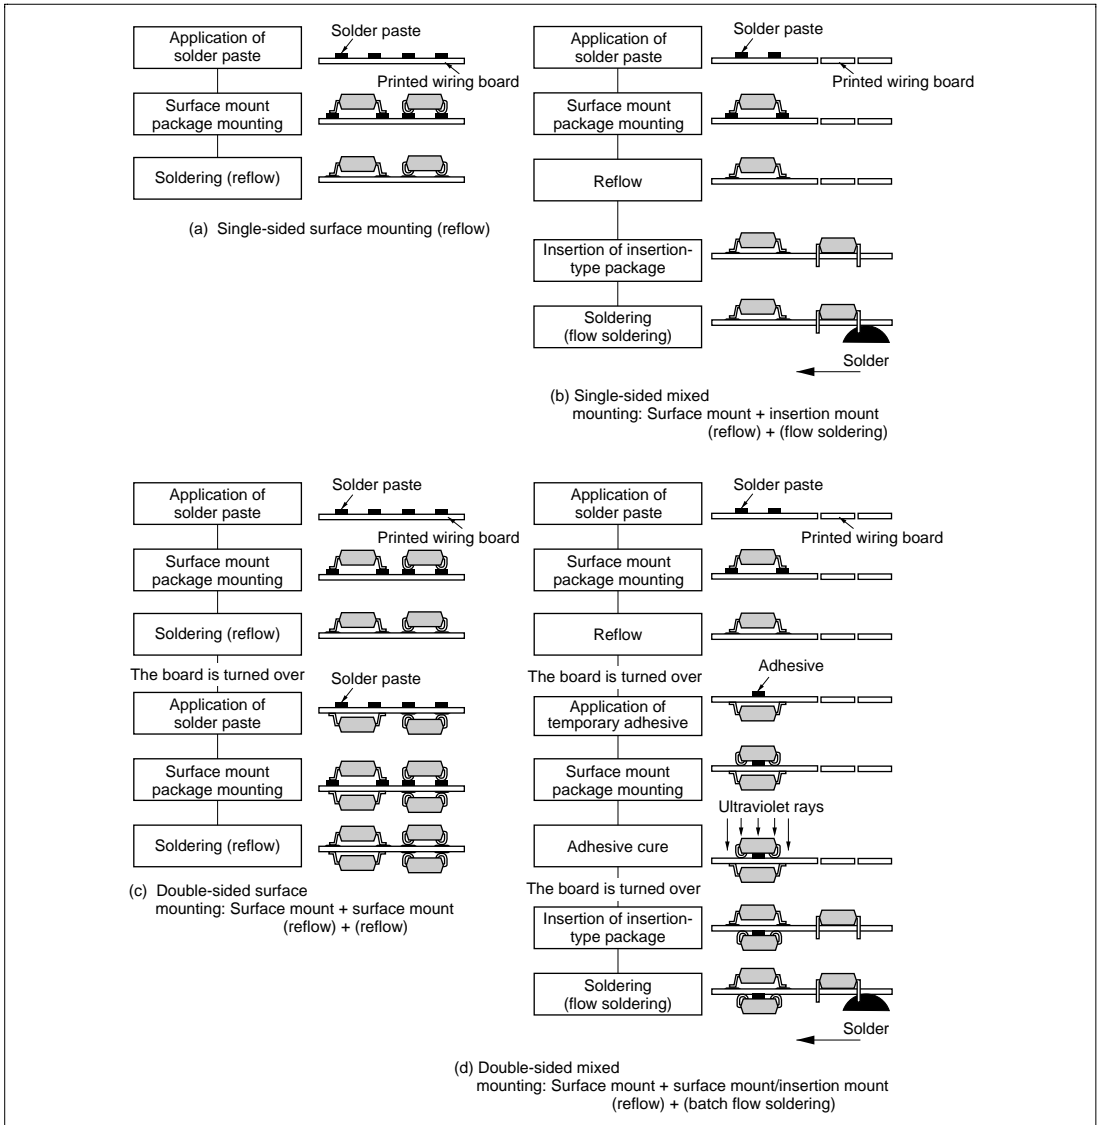 Application of
solder paste
Solder paste
Printed wiring board
Surface mount
package mounting
Soldering (reflow)
(a) Single-sided surface mounting (reflow)
Application of
solder paste
Solder paste
Printed wiring board
Surface mount
package mounting
Reflow
Insertion of insertion-
type package
Soldering
(flow soldering)
Solder
(b) Single-sided mixed
mounting: Surface mount + insertion mount
(reflow) + (flow soldering)
Application of
solder paste
Solder paste
Printed wiring board
Surface mount
package mounting
Soldering (reflow)
The board is turned over
Solder paste
Application of
solder paste
Surface mount
package mounting
Soldering (reflow)
(c) Double-sided surface
mounting: Surface mount + surface mount
(reflow) + (reflow)
Application of
solder paste
Solder paste
Printed wiring board
Surface mount
package mounting
Reflow
The board is turned over
Adhesive
Application of
temporary adhesive
Surface mount
package mounting
Ultraviolet rays
Adhesive cure
The board is turned over
Insertion of insertion-
type package
Soldering
(flow soldering)
Solder
(d) Double-sided mixed
mounting: Surface mount + surface mount/insertion mount
(reflow) + (batch flow soldering)